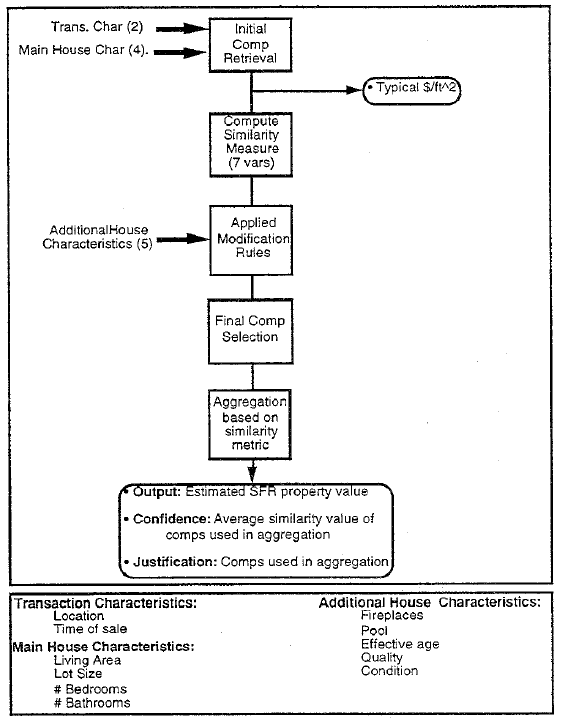 Trans. Char (2)
Main House Char (4).
Initial
Comp
Retrieval
• Typical $/ft^2
Compute
Similarity
Measure
(7 vars)
AdditionalHouse
Characteristics (5)
Applied
Modification
Rules
Final Comp
Selection
Aggregation
based on
similarity
metric
• Output: Estimated SFR property value
• Confidence: Average similarity value of
comps used in aggregation
• Justification: Comps used in aggregation
Transaction Characteristics:
Location
Time of sale
Main House Characteristics:
Living Area
Lot Size
# Bedrooms
# Bathrooms
Additional House Characteristics:
Fireplaces
Pool
Effective age
Quality
Condition